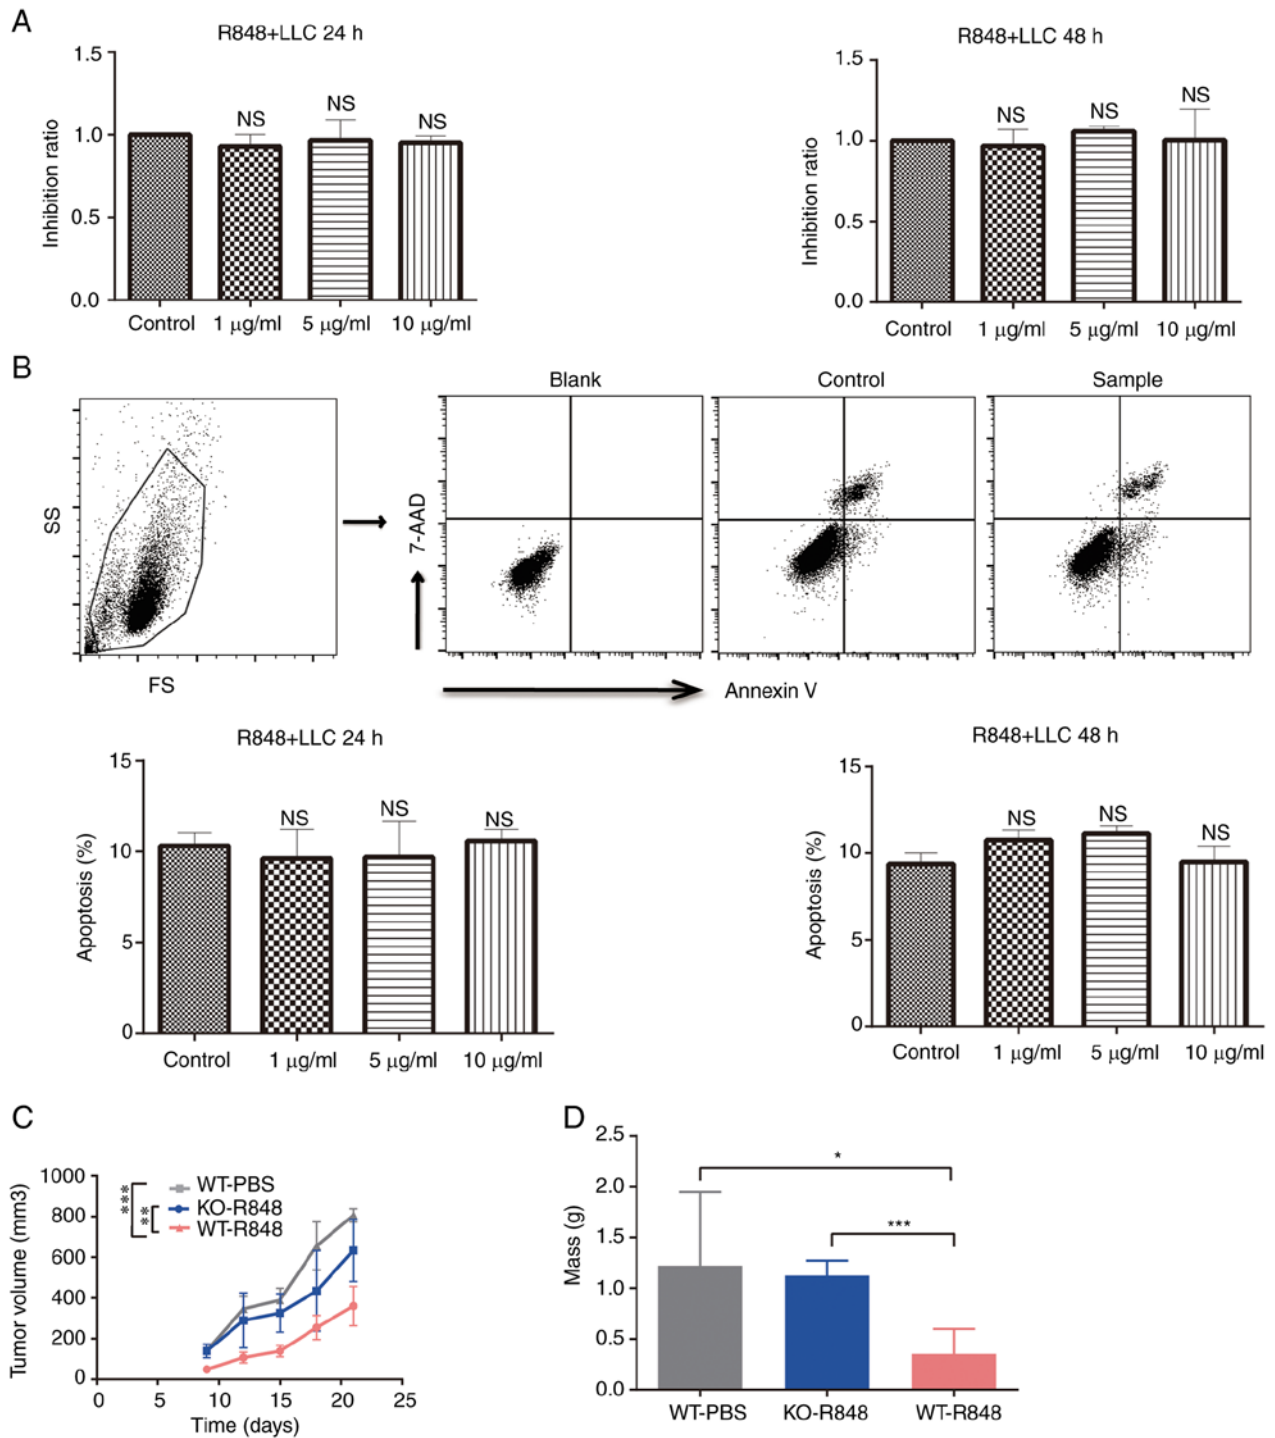 A
R848+LLC 24 h
1.5
1.0
0.5
0.0
Inhibition ratio
NS
NS
NS
Control
1 µg/ml
5 µg/ml
10 µg/ml
R848+LLC 48 h
1.5
1.0
0.5
0.0
Inhibition ratio
NS
NS
NS
Control
1 µg/ml
5 µg/ml
10 µg/ml
B
SS
FS
Blank
Control
Sample
7-AAD
Annexin V
R848+LLC 24 h
15
10
5
0
Apoptosis (%)
NS
NS
NS
Control
1 µg/ml
5 µg/ml
10 µg/ml
R848+LLC 48 h
15
10
5
0
Apoptosis (%)
NS
NS
NS
Control
1 µg/ml
5 µg/ml
10 µg/ml
C
1000
800
600
400
200
0
Tumor volume (mm3)
***
**
WT-PBS
KO-R848
WT-R848
0 5 10 15 20 25
Time (days)
D
2.5
2.0
1.5
1.0
0.5
0.0
Mass (g)
*
***
WT-PBS
KO-R848
WT-R848